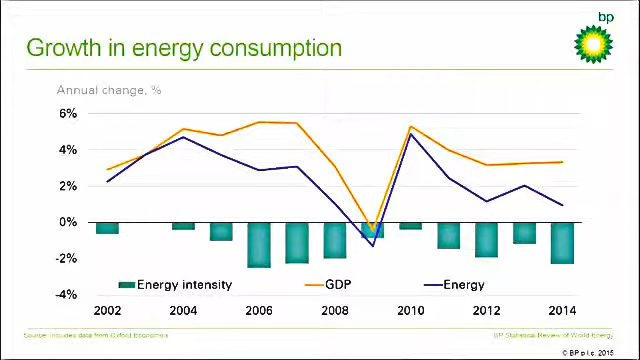 bp
Growth in energy consumption
Annual change, %
6%
4%
2%
0%
-2%
-4%
Energy intensity GDP Energy
2002 2004 2006 2008 2010 2012 2014
Source: includes data from Oxford Economics
BP Statistical Review of World Energy
© BP p.l.c. 2015